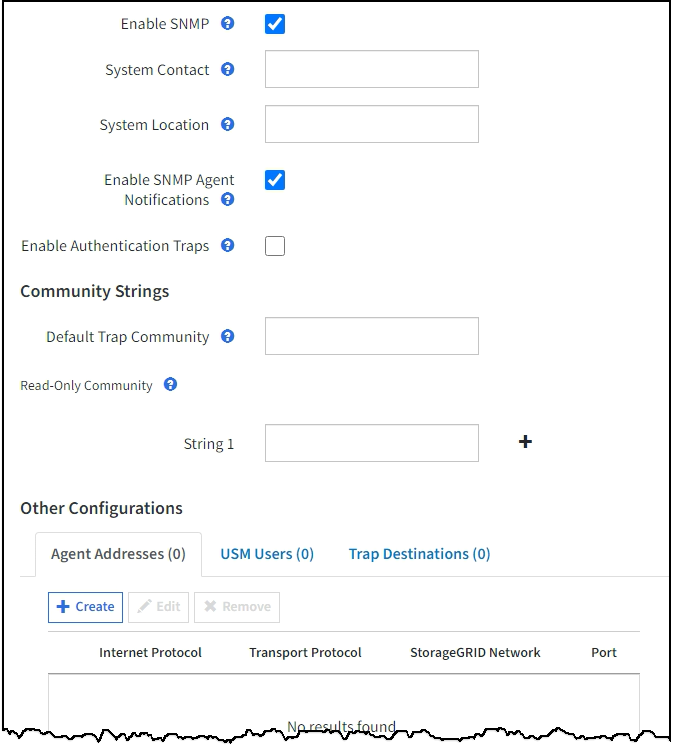 Enable SNMP
System Contact
System Location
Enable SNMP Agent
Notifications
Enable Authentication Traps
Community Strings
Default Trap Community
Read-Only Community
String 1
Other Configurations
Agent Addresses (0) USM Users (0) Trap Destinations (0)
Create Edit Remove
Internet Protocol Transport Protocol StorageGRID Network Port
No results found